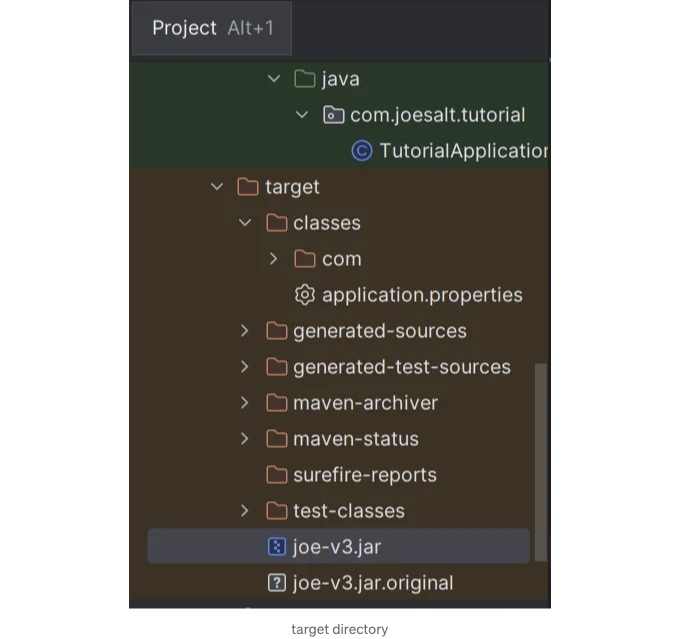 Project Alt+1
java
com.joesalt.tutorial
TutorialApplication
target
classes
com
application.properties
generated-sources
generated-test-sources
maven-archiver
maven-status
surefire-reports
test-classes
joe-v3.jar
joe-v3.jar.original
target directory